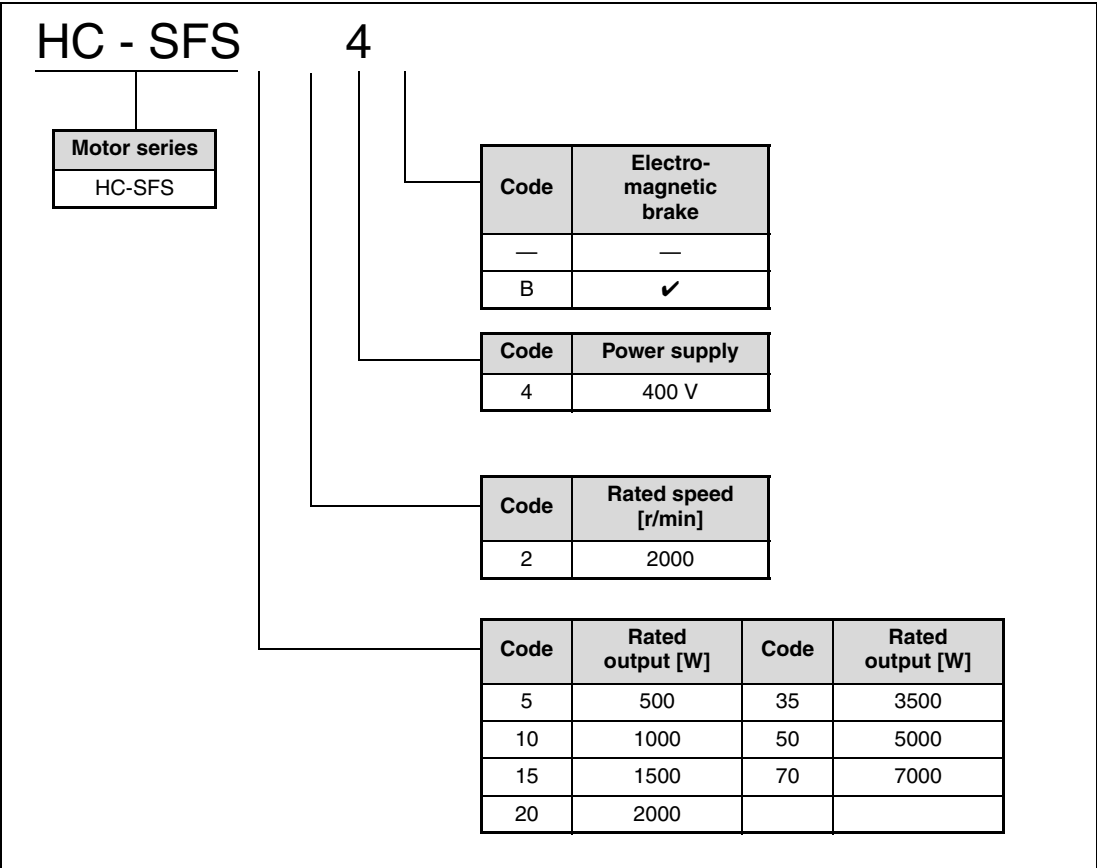 HC - SFS 4
Motor series
HC-SFS
Code Electro-
magnetic
brake
— —
B ✔
Code Power supply
4 400 V
Code Rated speed
[r/min]
2 2000
Code Rated
output [W] Code Rated
output [W]
5 500 35 3500
10 1000 50 5000
15 1500 70 7000
20 2000